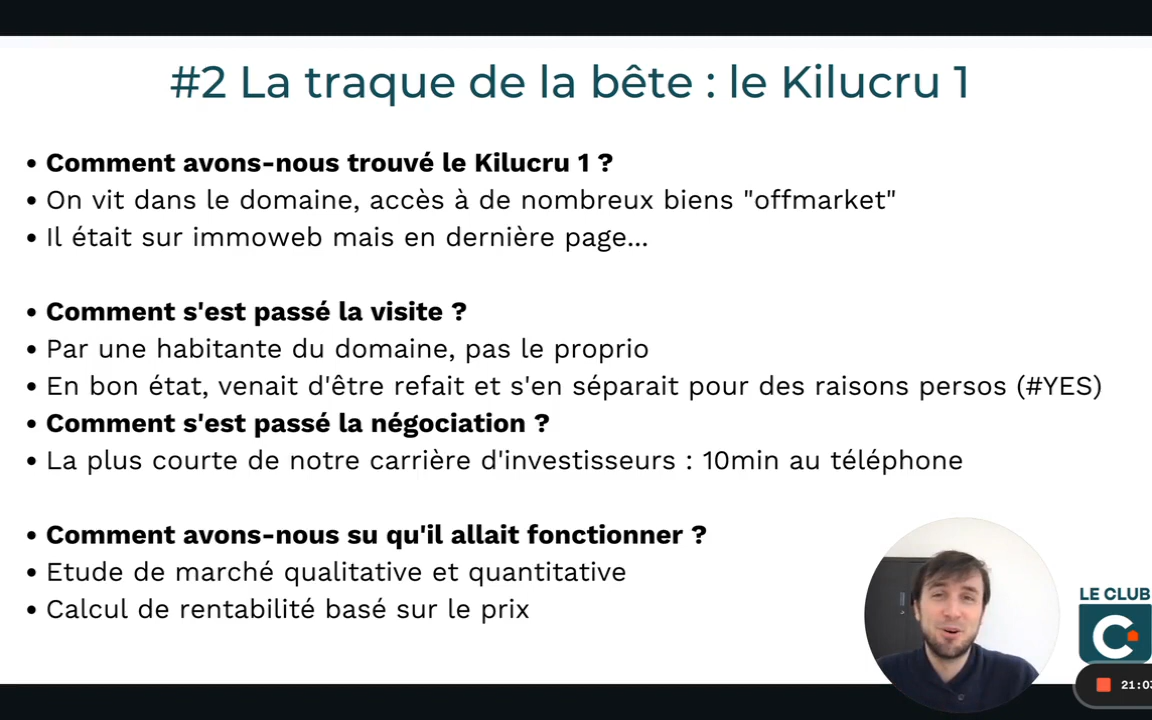 #2 La traque de la bête : le Kilucru 1
• Comment avons-nous trouvé le Kilucru 1 ?
• On vit dans le domaine, accès à de nombreux biens "offmarket"
• Il était sur immoweb mais en dernière page...
• Comment s'est passé la visite ?
• Par une habitante du domaine, pas le proprio
• En bon état, venait d'être refait et s'en séparait pour des raisons persos (#YES)
• Comment s'est passé la négociation ?
• La plus courte de notre carrière d'investisseurs : 10min au téléphone
• Comment avons-nous su qu'il allait fonctionner ?
• Etude de marché qualitative et quantitative
• Calcul de rentabilité basé sur le prix
LE CLUB
C